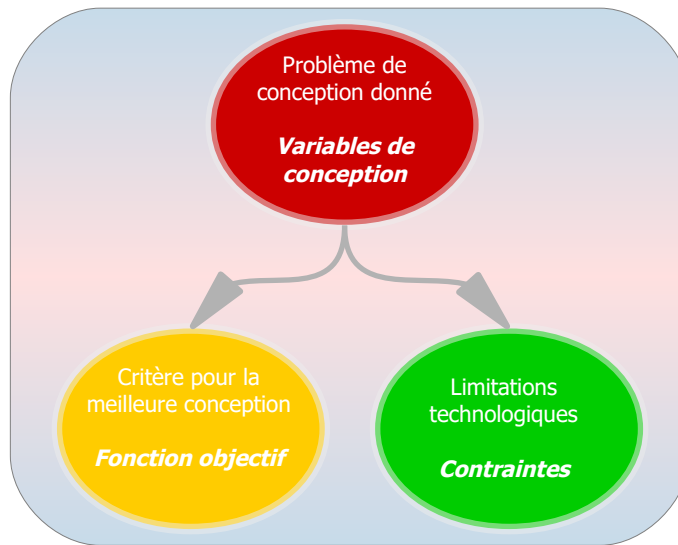 Problème de
conception donné
Variables de
conception
Critère pour la
meilleure conception
Fonction objectif
Limitations
technologiques
Contraintes